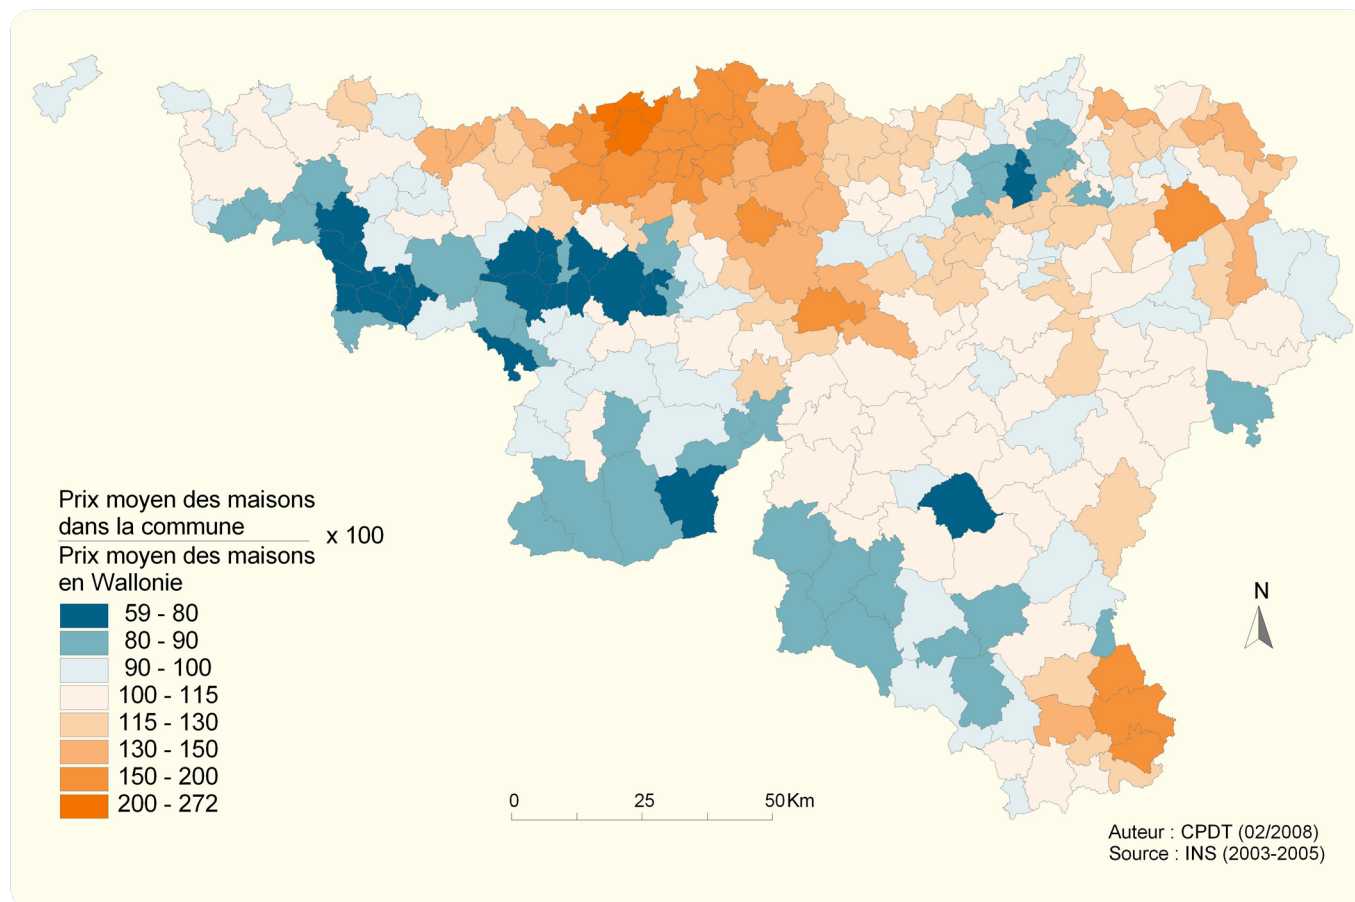 Prix moyen des maisons
dans la commune
x 100
Prix moyen des maisons
en Wallonie
59 - 80
80 - 90
90 - 100
100 - 115
115 - 130
130 - 150
150 - 200
200 - 272
0 25 50Km
N
Auteur : CPDT (02/2008)
Source : INS (2003-2005)